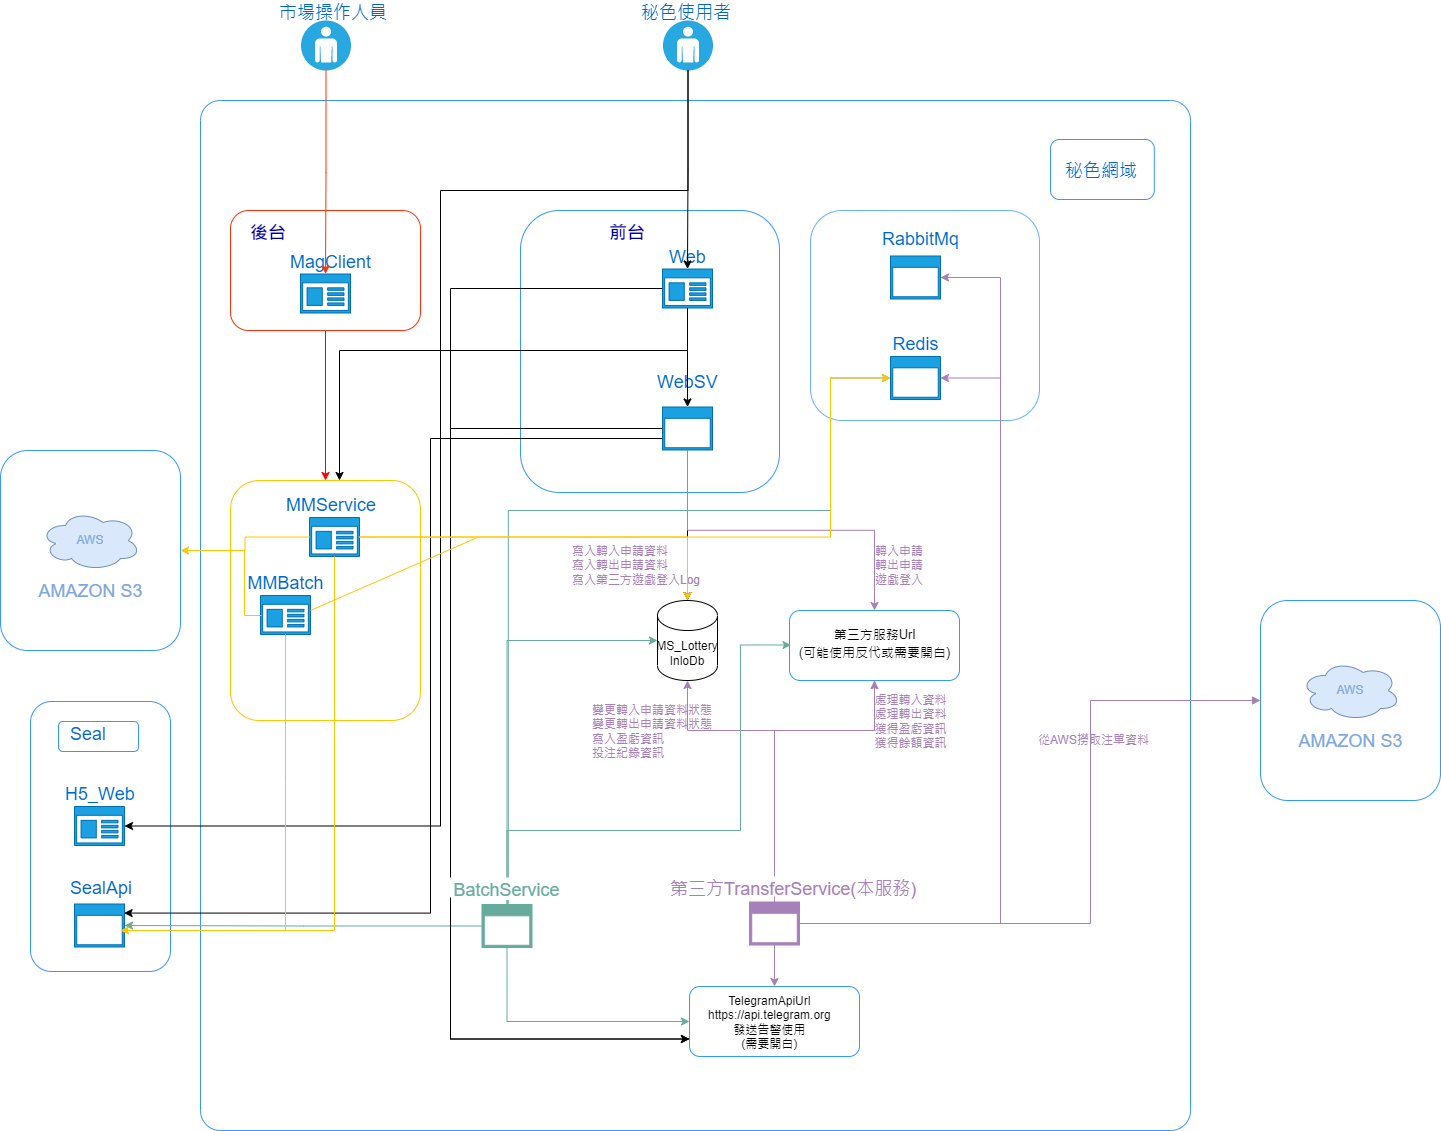 市場操作人員
秘色使用者
秘色網域
後台
MagClient
前台
Web
WebSV
RabbitMq
Redis
AWS
AMAZON S3
MMService
MMBatch
寫入轉入申請資料
寫入轉出申請資料
寫入第三方遊戲登入Log
轉入申請
轉出申請
遊戲登入
MS_Lottery
InloDb
第三方服務Url
(可能使用反代或需要開白)
變更轉入申請資料狀態
變更轉出申請資料狀態
寫入盈虧資訊
投注紀錄資訊
處理轉入資料
處理轉出資料
獲得盈虧資訊
獲得餘額資訊
從AWS撈取注單資料
AWS
AMAZON S3
Seal
H5_Web
SealApi
BatchService
第三方TransferService(本服務)
TelegramApiUrl
https://api.telegram.org
發送告警使用
(需要開白)